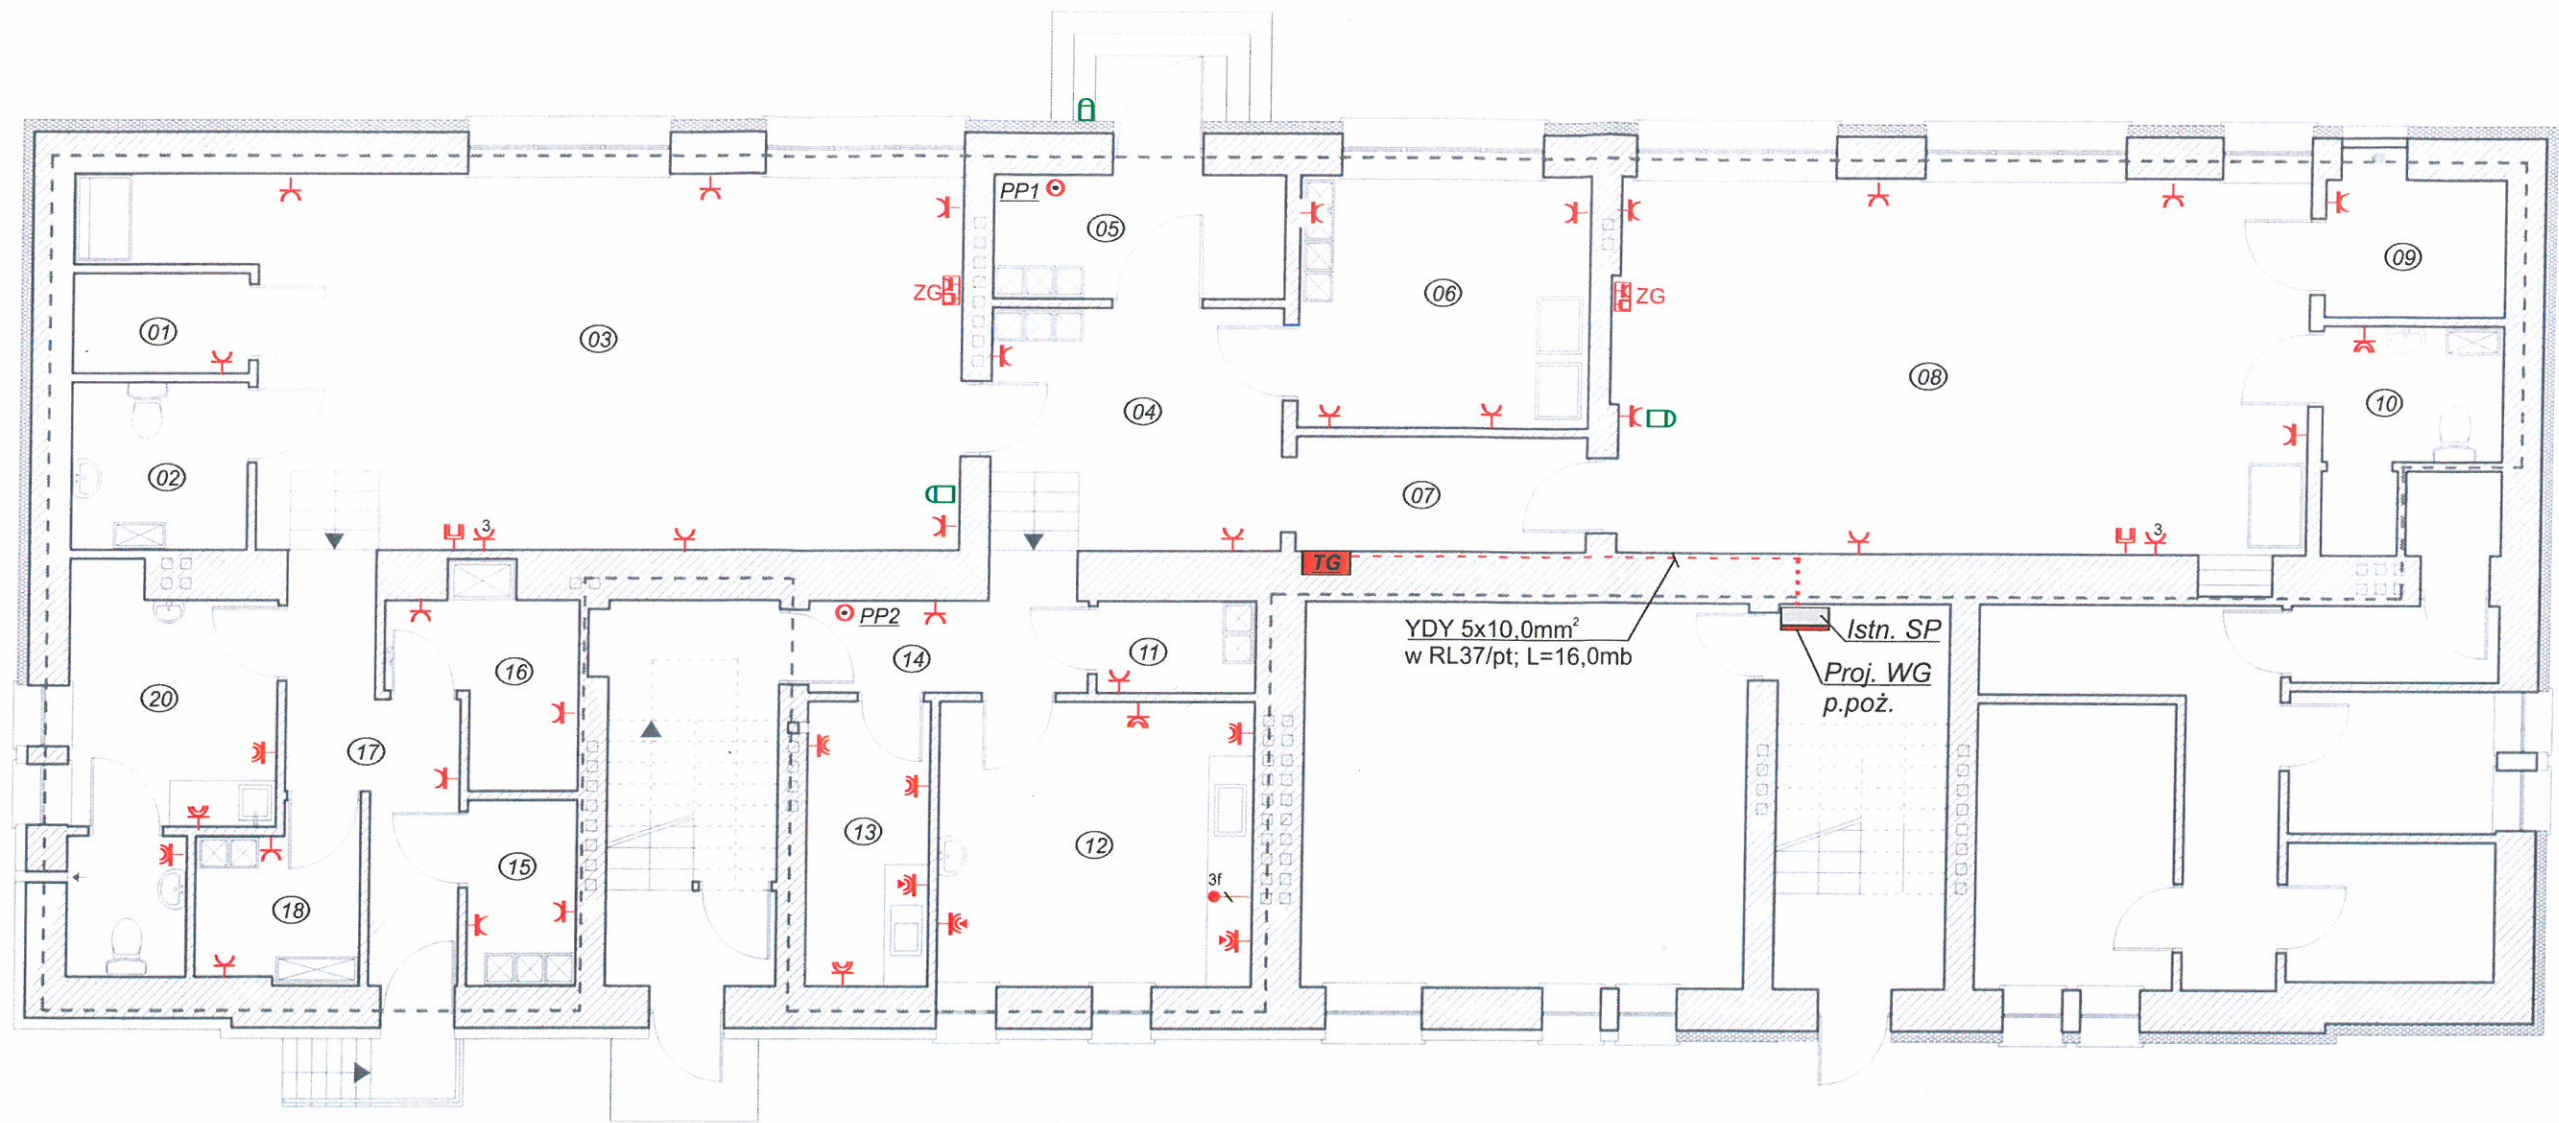 PP1
05
09
ZG
06
ZG
01
03
08
04
10
02
07
3
3
TG
PP2
YDY 5x10,0mm²
w RL37/pt; L=16,0mb
Istn. SP
Proj. WG
p.poż.
14
11
16
20
17
13
12
15
3f
18